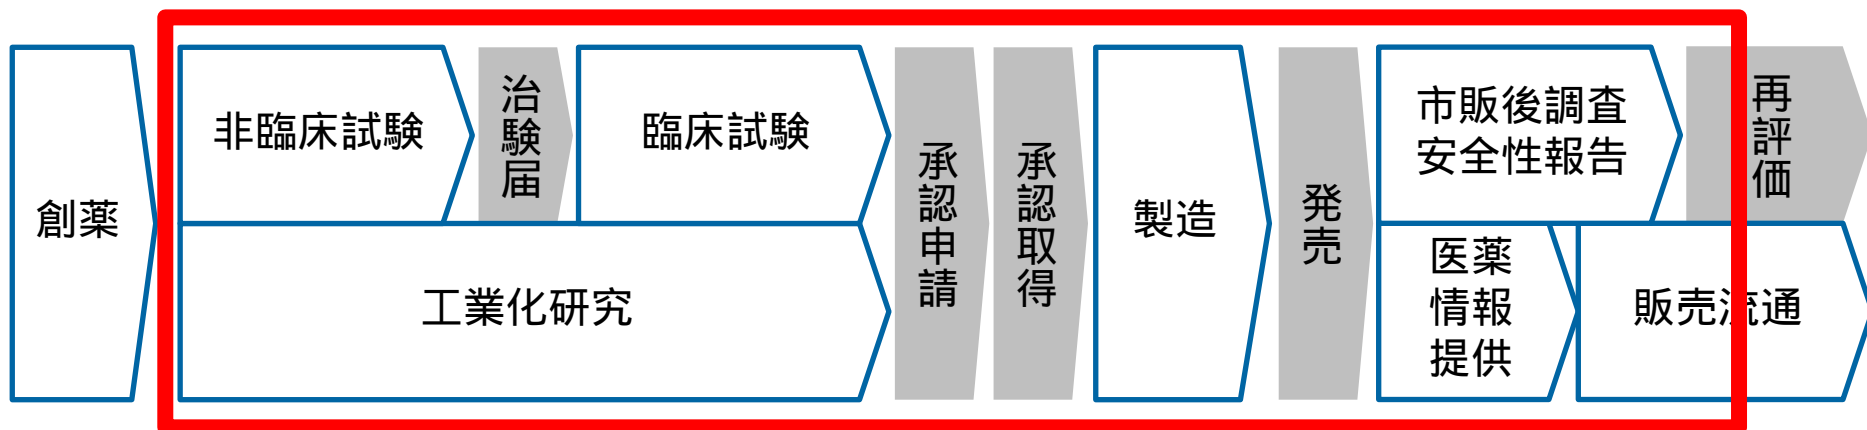 創薬
非臨床試験
治験届
臨床試験
工業化研究
承認申請
承認取得
製造
発売
市販後調査
安全性報告
再評価
医薬
情報
提供
販売流通